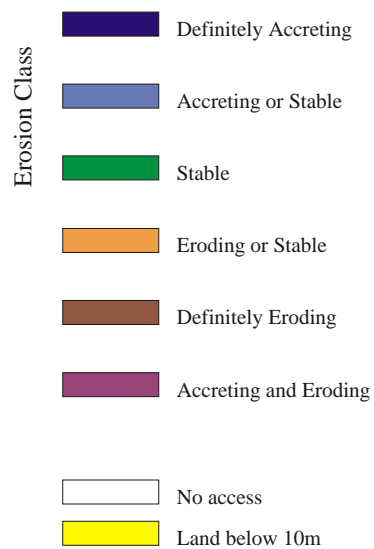 Erosion Class
Definitely Accreting
Accreting or Stable
Stable
Eroding or Stable
Definitely Eroding
Accreting and Eroding
No access
Land below 10m